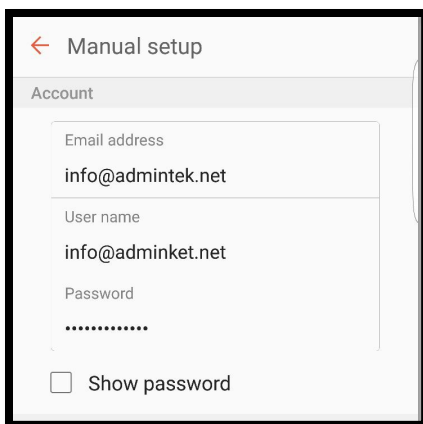 Manual setup
Account
Email address
info@admintek.net
User name
info@adminket.net
Password
•••••••••••••
Show password